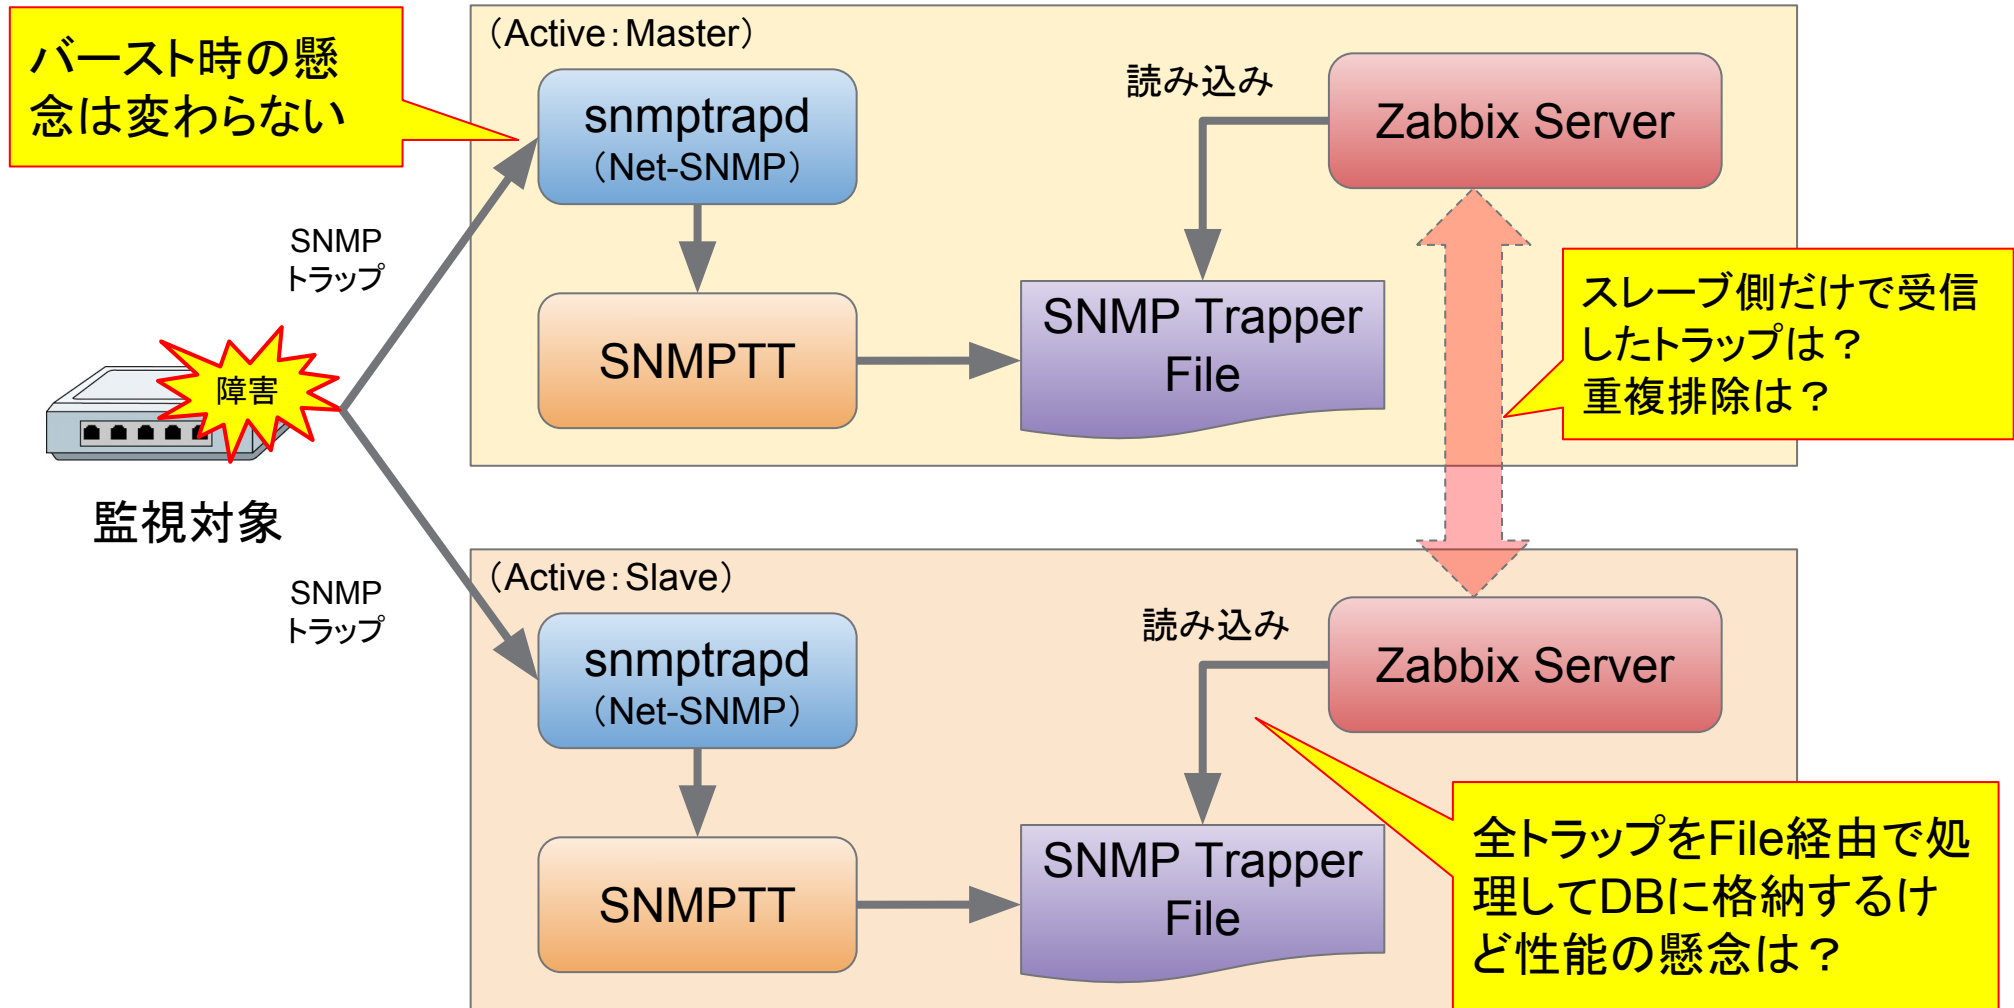 バースト時の懸
念は変わらない
（Active：Master）
snmptrapd
（Net-SNMP）
読み込み
Zabbix Server
SNMP
トラップ
SNMPTT
SNMP Trapper
File
スレーブ側だけで受信
したトラップは？
重複排除は？
障害
監視対象
SNMP
トラップ
（Active：Slave）
snmptrapd
（Net-SNMP）
読み込み
Zabbix Server
SNMPTT
SNMP Trapper
File
全トラップをFile経由で処
理してDBに格納するけ
ど性能の懸念は？